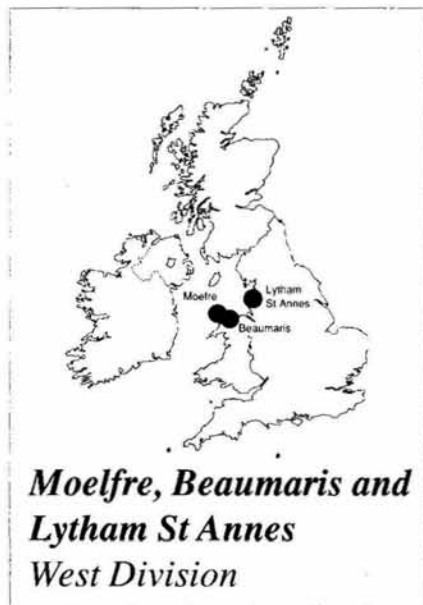 Moelfre
Lytham
St Annes
Beaumaris
Moelfre, Beaumaris and
Lytham St Annes
West Division